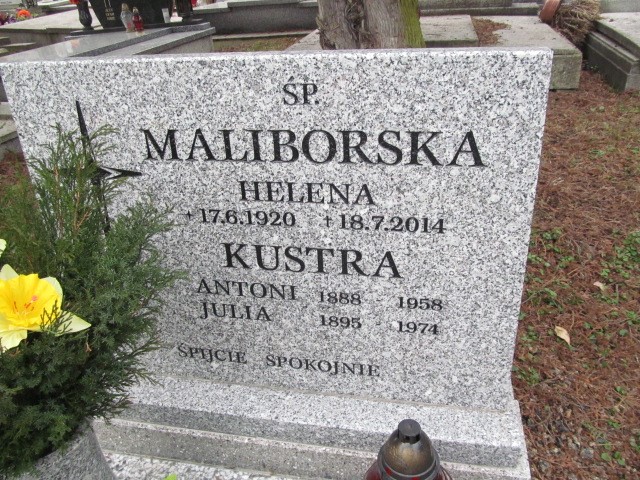 ŚP.
MALIBORSKA
HELENA
+17.6.1920 +18.7.2014
KUSTRA
ANTONI 1888 - 1958
JULIA 1895 - 1974
ŚPIJCIE SPOKOJNIE